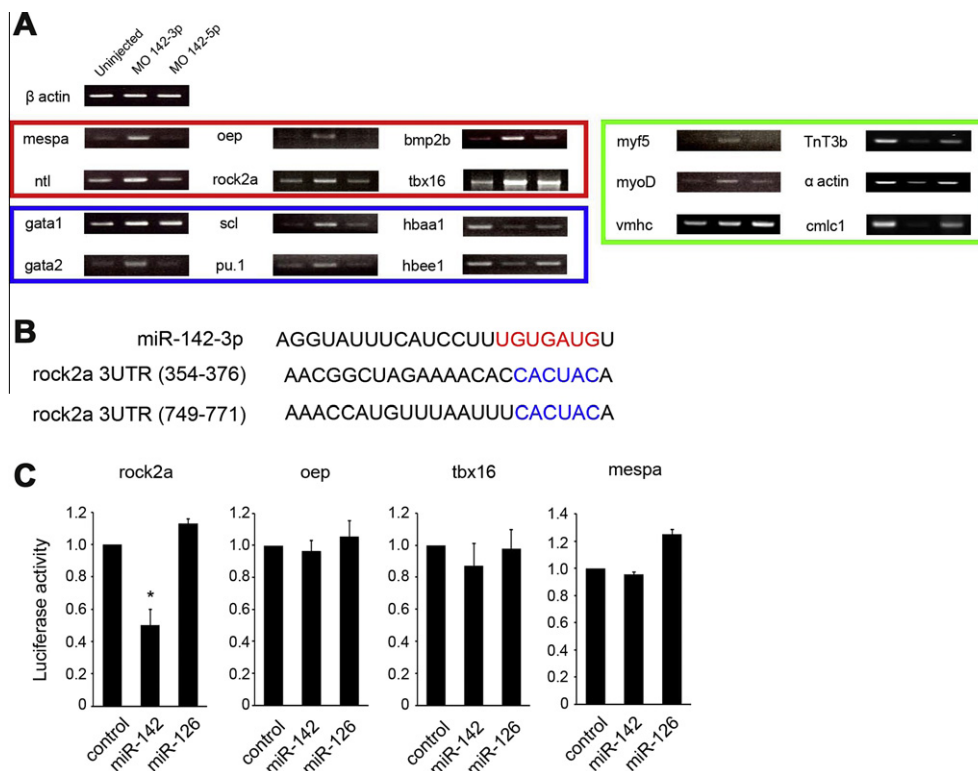 A
Uninjected
MO 142-3p
MO 142-5p
β actin
mespa
oep
bmp2b
ntl
rock2a
tbx16
gata1
scl
hbaa1
gata2
pu.1
hbee1
myf5
TnT3b
myoD
α actin
vmhc
cmlc1
B
miR-142-3p AGGUAUUUCAUCCUUUGUGAUGU
rock2a 3UTR (354-376) AACGGCUAGAAAACACCACUACA
rock2a 3UTR (749-771) AAACCAUGUUUAAUUUCACUACA
C
rock2a
oep
tbx16
mespa
Luciferase activity
1.2
1.0
0.8
0.6
0.4
0.2
0
*
control
miR-142
miR-126
1.2
1.0
0.8
0.6
0.4
0.2
0
control
miR-142
miR-126
1.2
1.0
0.8
0.6
0.4
0.2
0
control
miR-142
miR-126
1.4
1.2
1.0
0.8
0.6
0.4
0.2
0
control
miR-142
miR-126